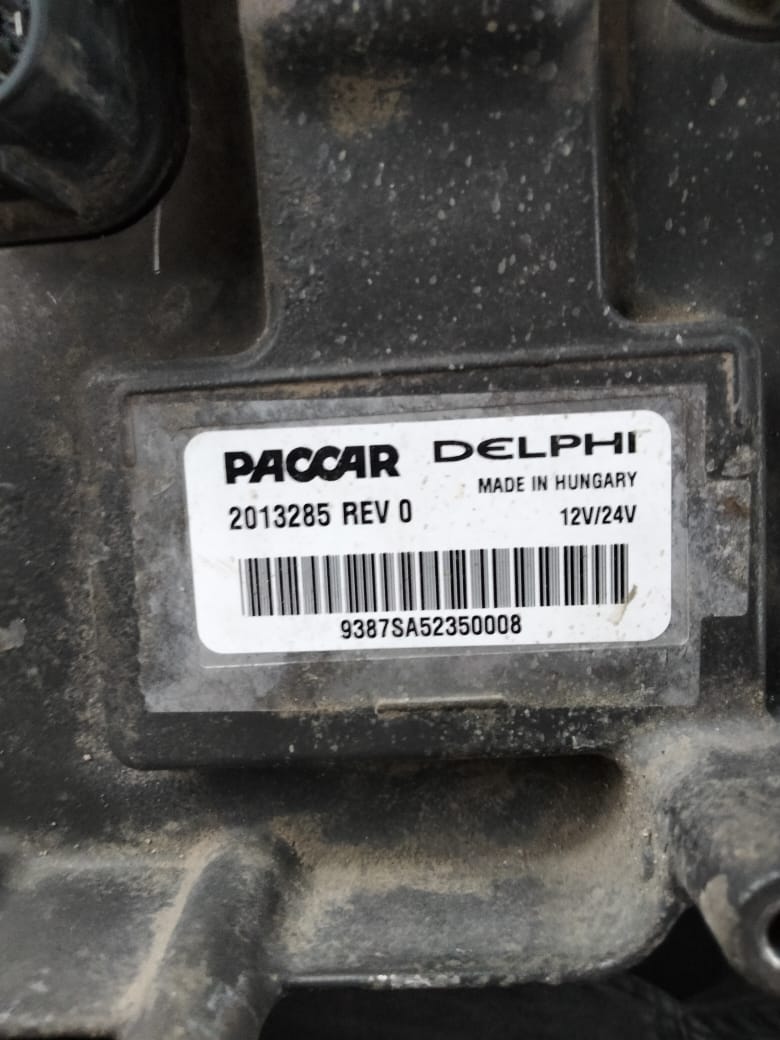 PACCAR DELPHI
MADE IN HUNGARY
2013285 REV 0
12V/24V
9387SA52350008